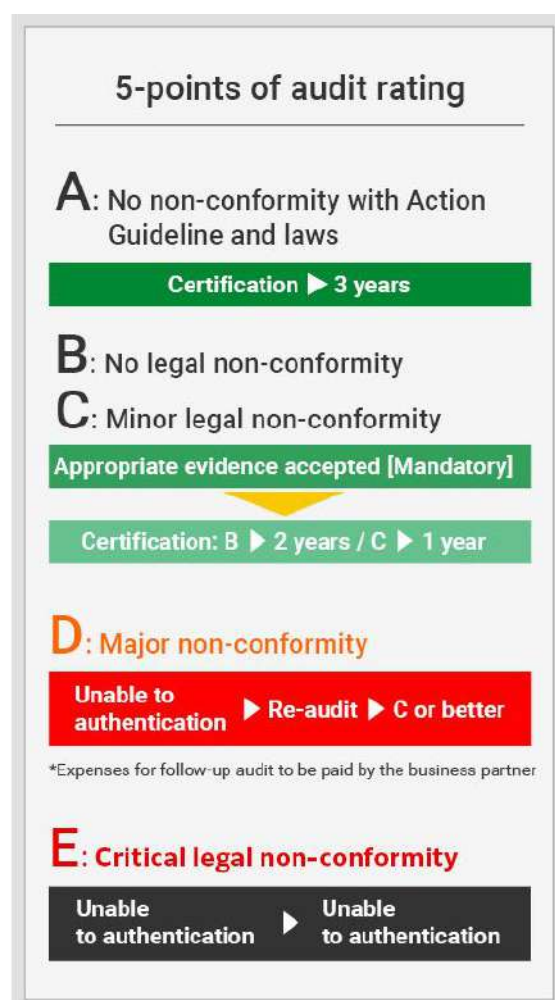 5-points of audit rating
A: No non-conformity with Action
Guideline and laws
Certification ▶ 3 years
B: No legal non-conformity
C: Minor legal non-conformity
Appropriate evidence accepted [Mandatory]
Certification: B ▶ 2 years / C ▶ 1 year
D: Major non-conformity
Unable to
authentication ▶ Re-audit ▶ C or better
*Expenses for follow-up audit to be paid by the business partner
E: Critical legal non-conformity
Unable Unable
to authentication ▶ to authentication